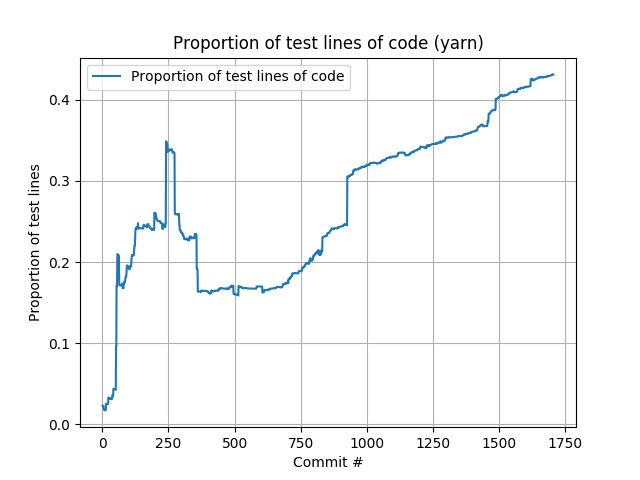 Proportion of test lines of code (yarn)
Proportion of test lines of code
Proportion of test lines
0.4
0.3
0.2
0.1
0.0
0 250 500 750 1000 1250 1500 1750
Commit #